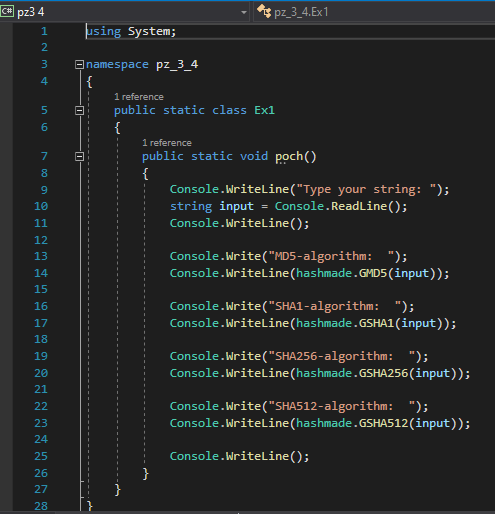 C# pz3 4 pz_3_4.Ex1
1 using System;
2
3 namespace pz_3_4
4 {
1 reference
5 public static class Ex1
6 {
1 reference
7 public static void poch()
8 {
9 Console.WriteLine("Type your string: ");
10 string input = Console.ReadLine();
11 Console.WriteLine();
12
13 Console.Write("MD5-algorithm:  ");
14 Console.WriteLine(hashmade.GMD5(input));
15
16 Console.Write("SHA1-algorithm:  ");
17 Console.WriteLine(hashmade.GSHA1(input));
18
19 Console.Write("SHA256-algorithm:  ");
20 Console.WriteLine(hashmade.GSHA256(input));
21
22 Console.Write("SHA512-algorithm:  ");
23 Console.WriteLine(hashmade.GSHA512(input));
24
25 Console.WriteLine();
26 }
27 }
28 }